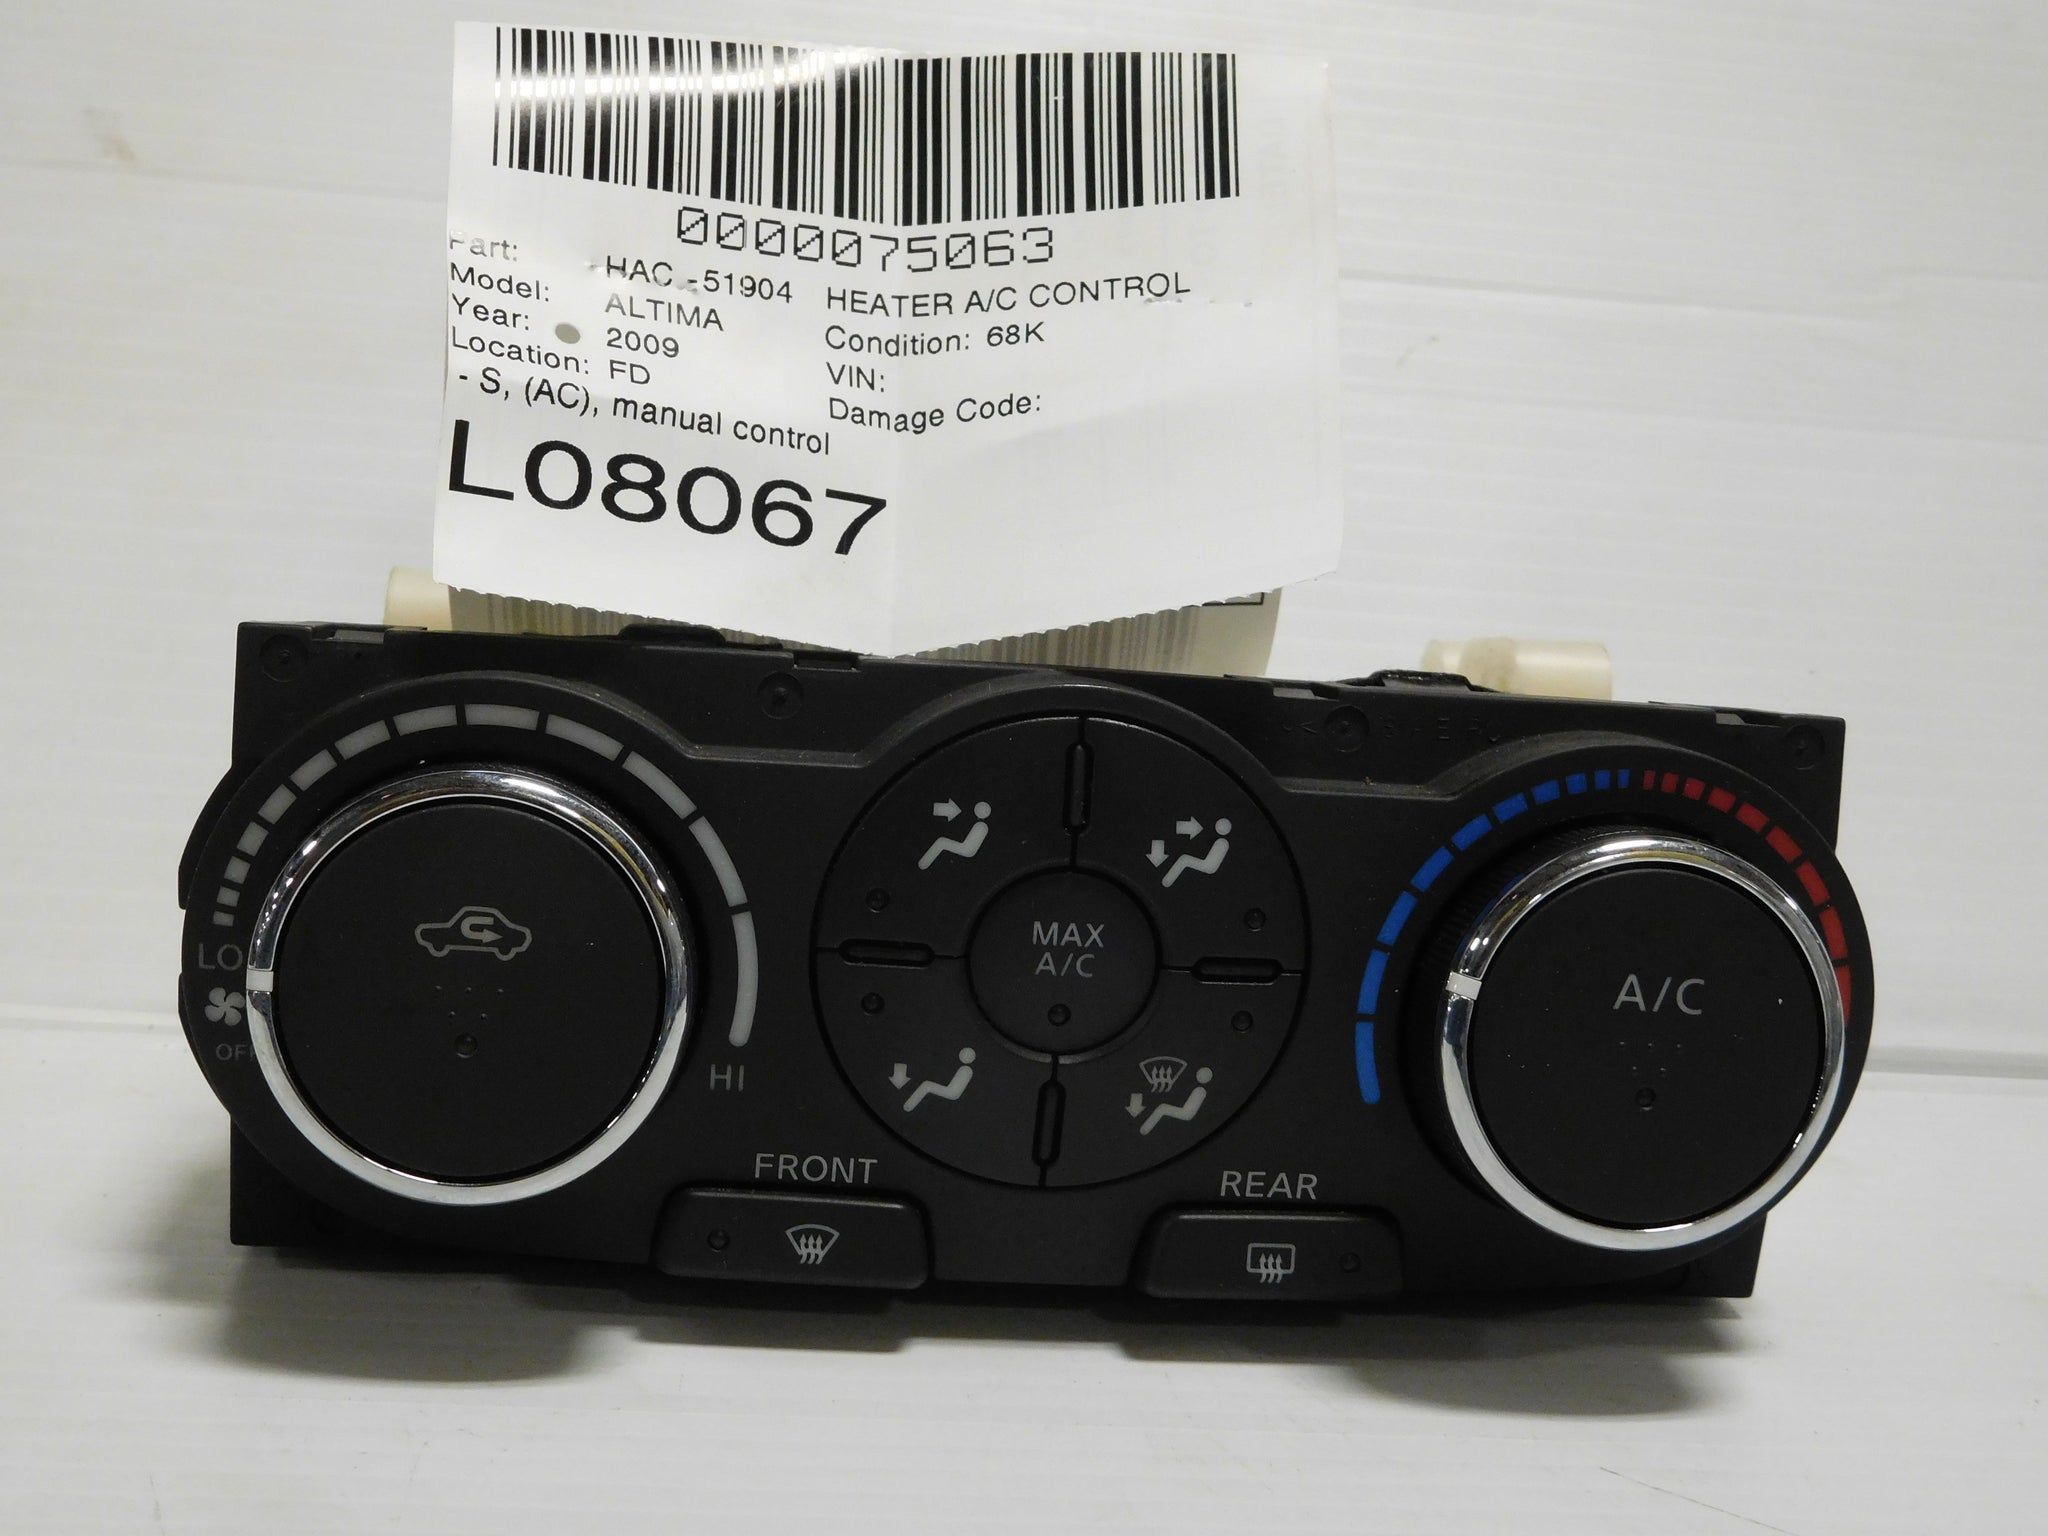 0000075063
Part: HAC -51904 HEATER A/C CONTROL
Model: ALTIMA Condition: 68K
Year: 2009 VIN:
Location: FD Damage Code:
- S, (AC), manual control
L08067
LO
OFF
HI
MAX
A/C
A/C
FRONT
REAR